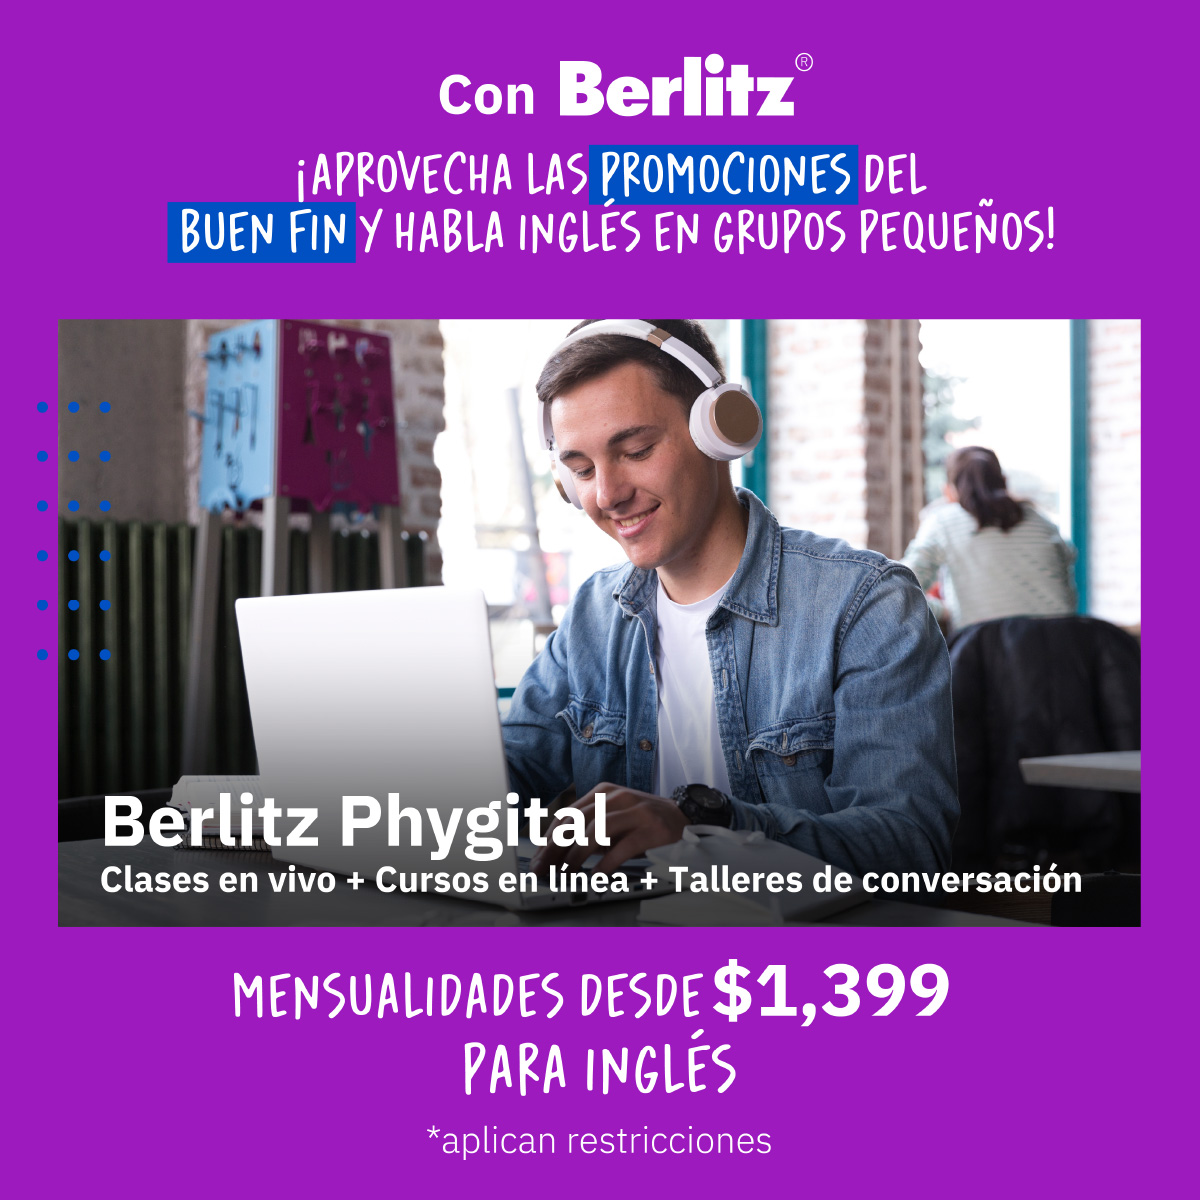 Con Berlitz®
¡APROVECHA LAS PROMOCIONES DEL
BUEN FIN Y HABLA INGLÉS EN GRUPOS PEQUEÑOS!
Berlitz Phygital
Clases en vivo + Cursos en línea + Talleres de conversación
MENSUALIDADES DESDE $1,399
PARA INGLÉS
*aplican restricciones